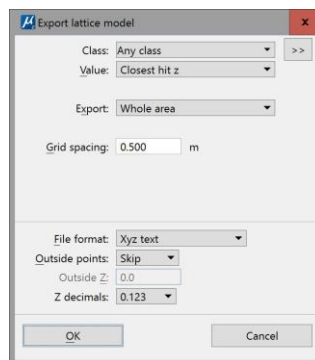 Export lattice model x
Class: Any class >>
Value: Closest hit z
Export: Whole area
Grid spacing: 0.500 m
File format: Xyz text
Outside points: Skip
Outside Z: 0.0
Z decimals: 0.123
OK Cancel